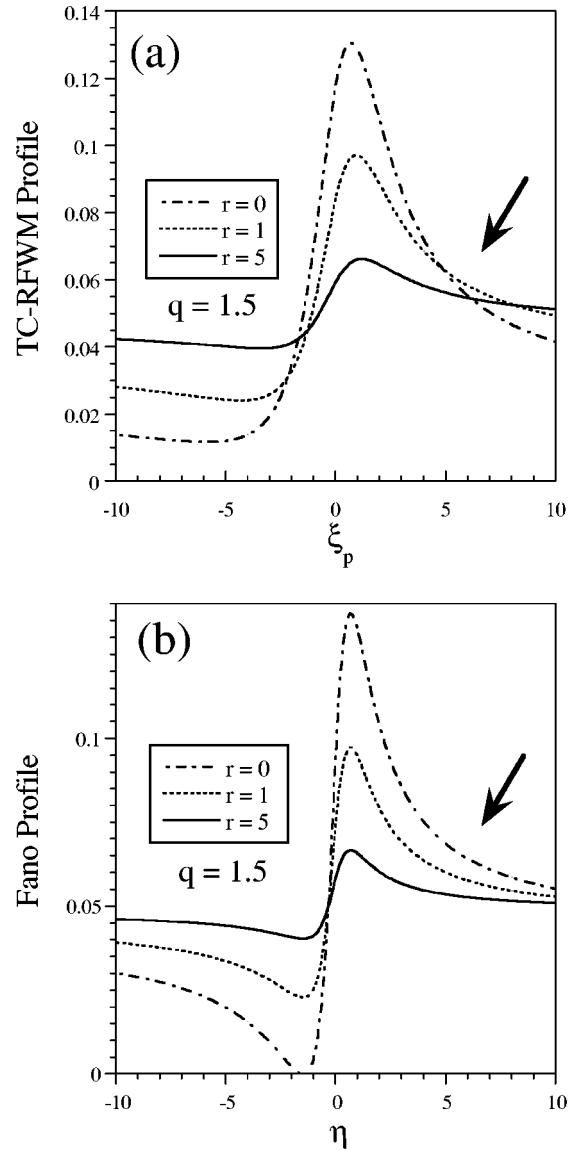 (a)
TC-RFWM Profile
0.14
0.12
0.1
0.08
0.06
0.04
0.02
0
r = 0
r = 1
r = 5
q = 1.5
-10 -5 0 5 10
ξp
(b)
Fano Profile
0.1
0.05
0
r = 0
r = 1
r = 5
q = 1.5
-10 -5 0 5 10
η